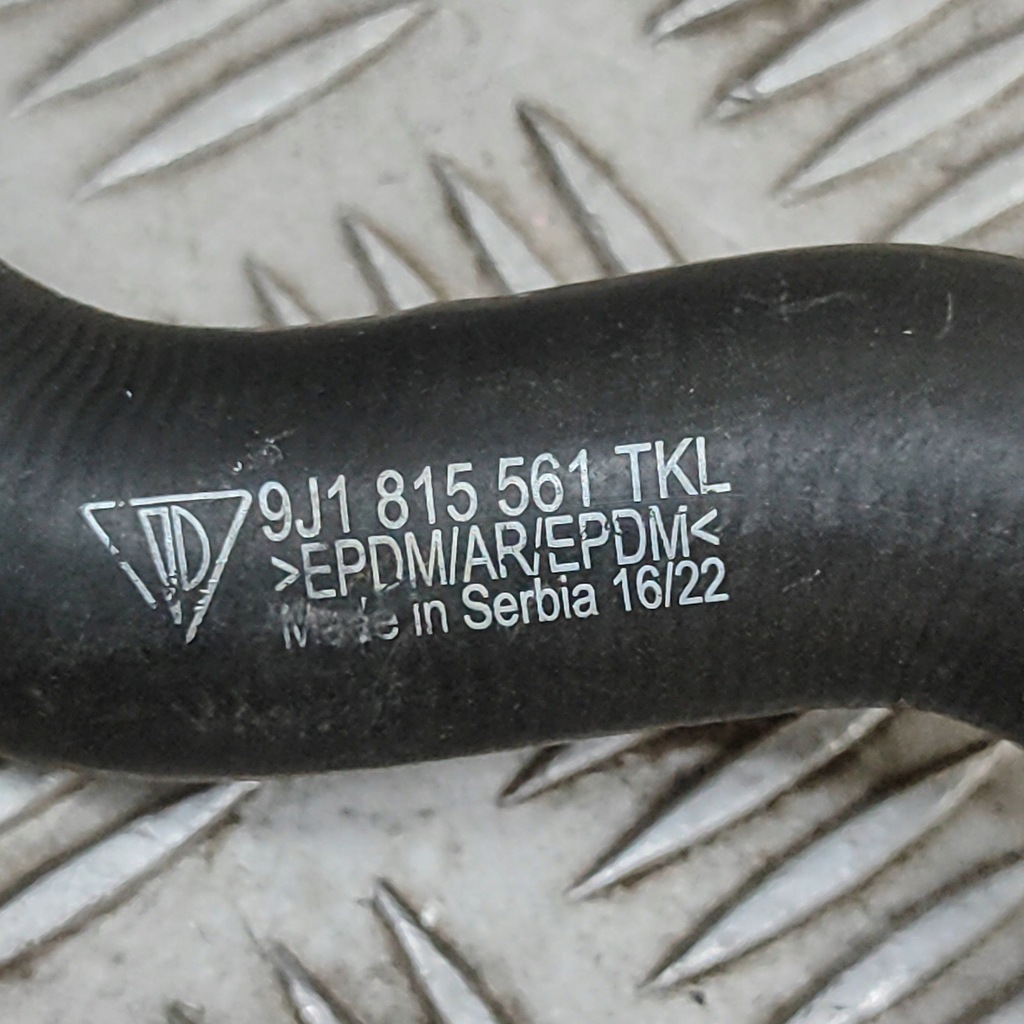 9J1 815 561 TKL
>EPDM/AR/EPDM<
Made in Serbia 16/22